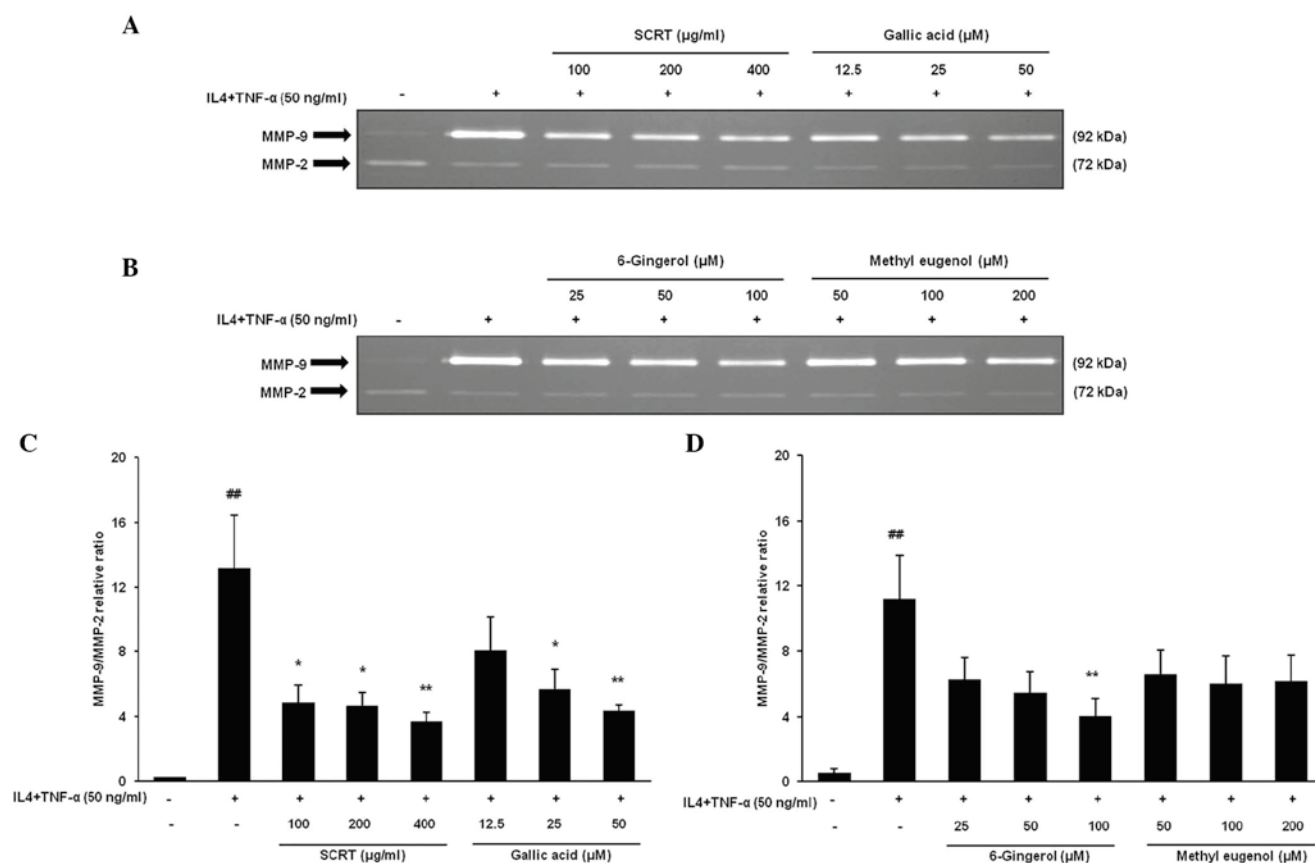 A
SCRT (µg/ml) Gallic acid (µM)
100 200 400 12.5 25 50
IL4+TNF-α (50 ng/ml) - + + + + + + +
MMP-9 (92 kDa)
MMP-2 (72 kDa)
B
6-Gingerol (µM) Methyl eugenol (µM)
25 50 100 50 100 200
IL4+TNF-α (50 ng/ml) - + + + + + + +
MMP-9 (92 kDa)
MMP-2 (72 kDa)
C
MMP-9/MMP-2 relative ratio
20
16
12
8
4
0
##
* * ** * **
IL4+TNF-α (50 ng/ml) - + + + + + + +
- - 100 200 400 12.5 25 50
SCRT (µg/ml) Gallic acid (µM)
D
MMP-9/MMP-2 relative ratio
20
16
12
8
4
0
##
**
IL4+TNF-α (50 ng/ml) - + + + + + + +
- - 25 50 100 50 100 200
6-Gingerol (µM) Methyl eugenol (µM)